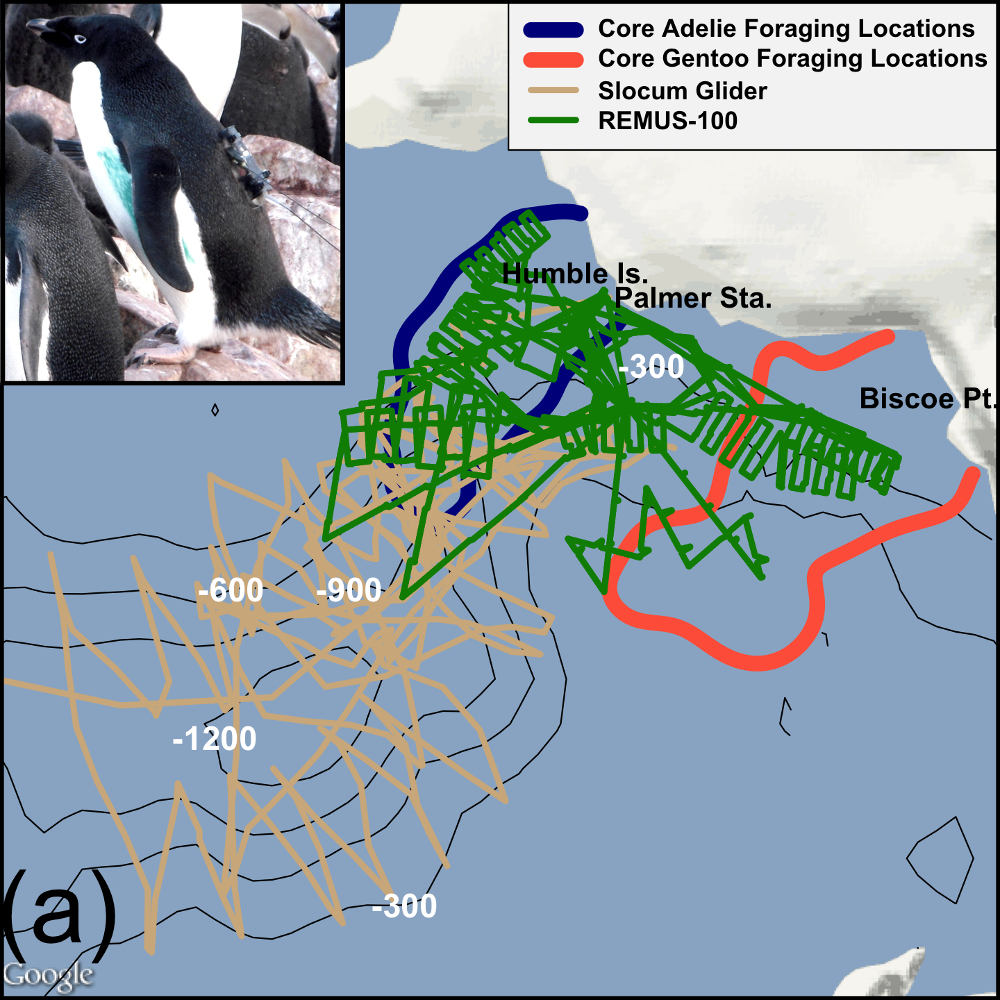 Core Adelie Foraging Locations
Core Gentoo Foraging Locations
Slocum Glider
REMUS-100
Humble Is.
Palmer Sta.
-300
Biscoe Pt.
-600
-900
-1200
-300
(a)
Google